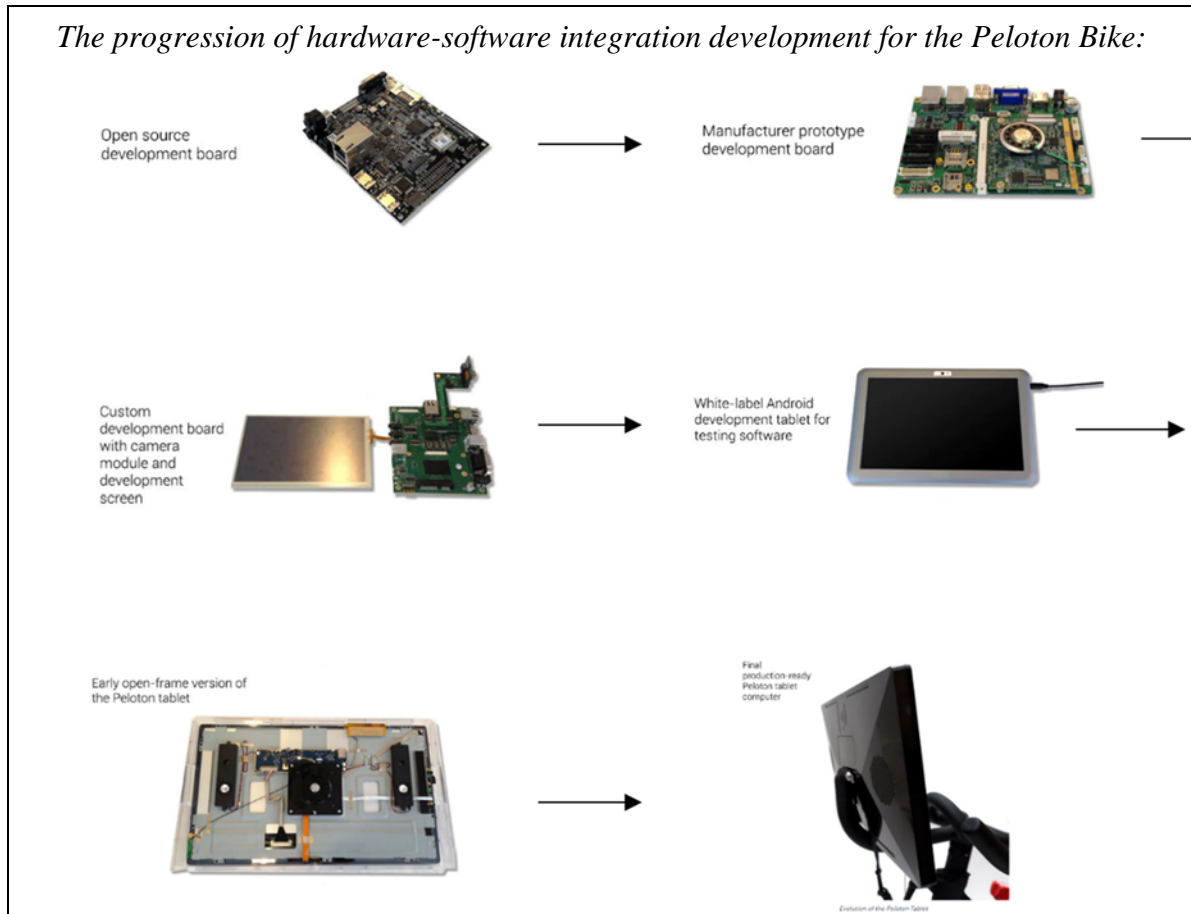 The progression of hardware-software integration development for the Peloton Bike:
Open source
development board
Manufacturer prototype
development board
Custom
development board
with camera
module and
development
screen
White-label Android
development tablet for
testing software
Early open-frame version of
the Peloton tablet
Final
production-ready
Peloton tablet
computer
Evolution of the Peloton Tablet